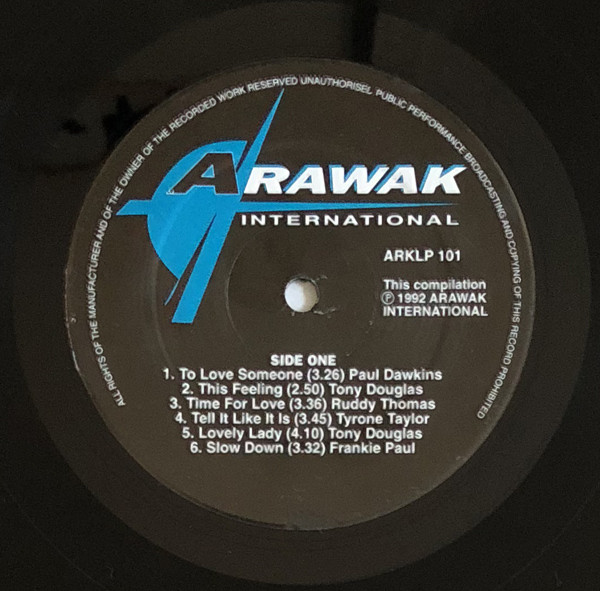 ALL RIGHTS OF THE MANUFACTURER AND OF THE OWNER OF THE RECORDED WORK RESERVED UNAUTHORISEL PUBLIC PERFORMANCE BROADCASTING AND COPYING OF THIS RECORD PROHIBITED
ARAWAK
INTERNATIONAL
ARKLP 101
This compilation
℗ 1992 ARAWAK
INTERNATIONAL
SIDE ONE
1. To Love Someone (3.26) Paul Dawkins
2. This Feeling (2.50) Tony Douglas
3. Time For Love (3.36) Ruddy Thomas
4. Tell It Like It Is (3.45) Tyrone Taylor
5. Lovely Lady (4.10) Tony Douglas
6. Slow Down (3.32) Frankie Paul